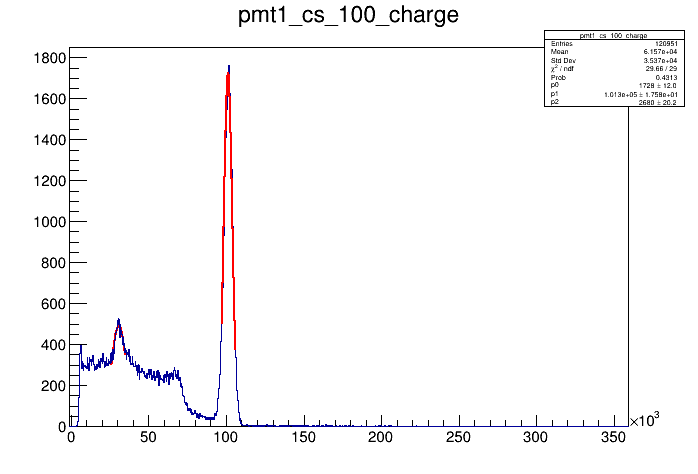 pmt1_cs_100_charge
pmt1_cs_100_charge
Entries 120951
Mean 6.157e+04
Std Dev 3.537e+04
χ² / ndf 29.66 / 29
Prob 0.4313
p0 1728 ± 12.0
p1 1.013e+05 ± 1.758e+01
p2 2680 ± 20.2
1800
1600
1400
1200
1000
800
600
400
200
0
0 50 100 150 200 250 300 350
×10³